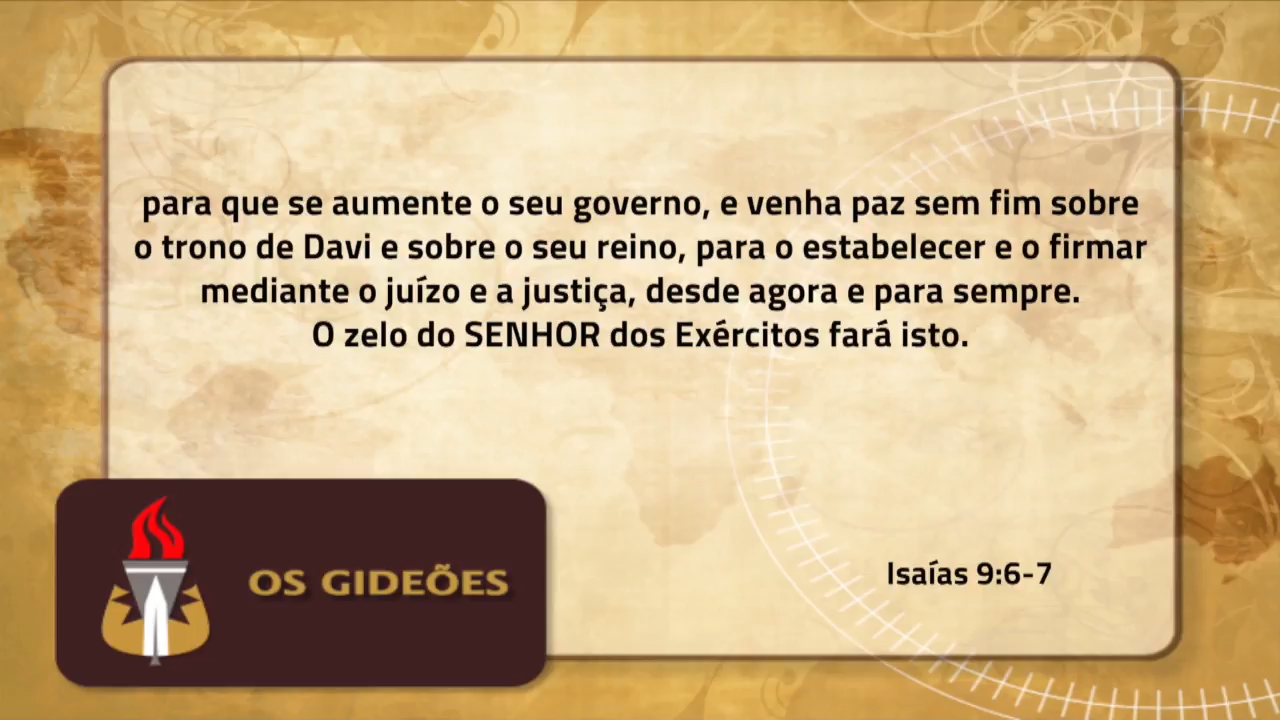 para que se aumente o seu governo, e venha paz sem fim sobre
o trono de Davi e sobre o seu reino, para o estabelecer e o firmar
mediante o juízo e a justiça, desde agora e para sempre.
O zelo do SENHOR dos Exércitos fará isto.
Isaías 9:6-7
OS GIDEÕES